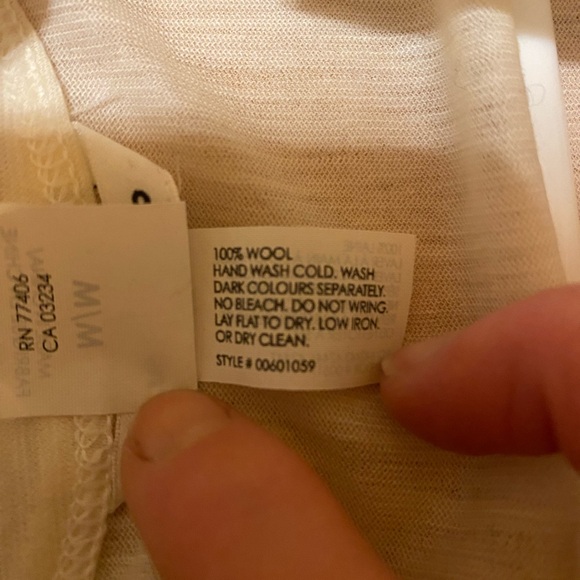 100% WOOL
HAND WASH COLD. WASH
DARK COLOURS SEPARATELY.
NO BLEACH. DO NOT WRING.
LAY FLAT TO DRY. LOW IRON.
OR DRY CLEAN.
STYLE # 00601059
RN 77406
CA 03234
M/M